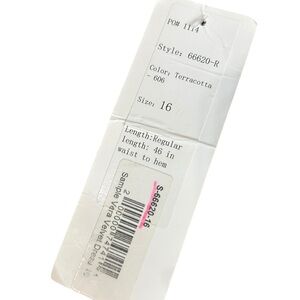 PO# 1114
Style: 66620-R
Color: Terracotta
- 606
Size: 16
Length:Regular
length: 46 in
waist to hem
S-66620-16
Sample Vera Velvet Dress 16